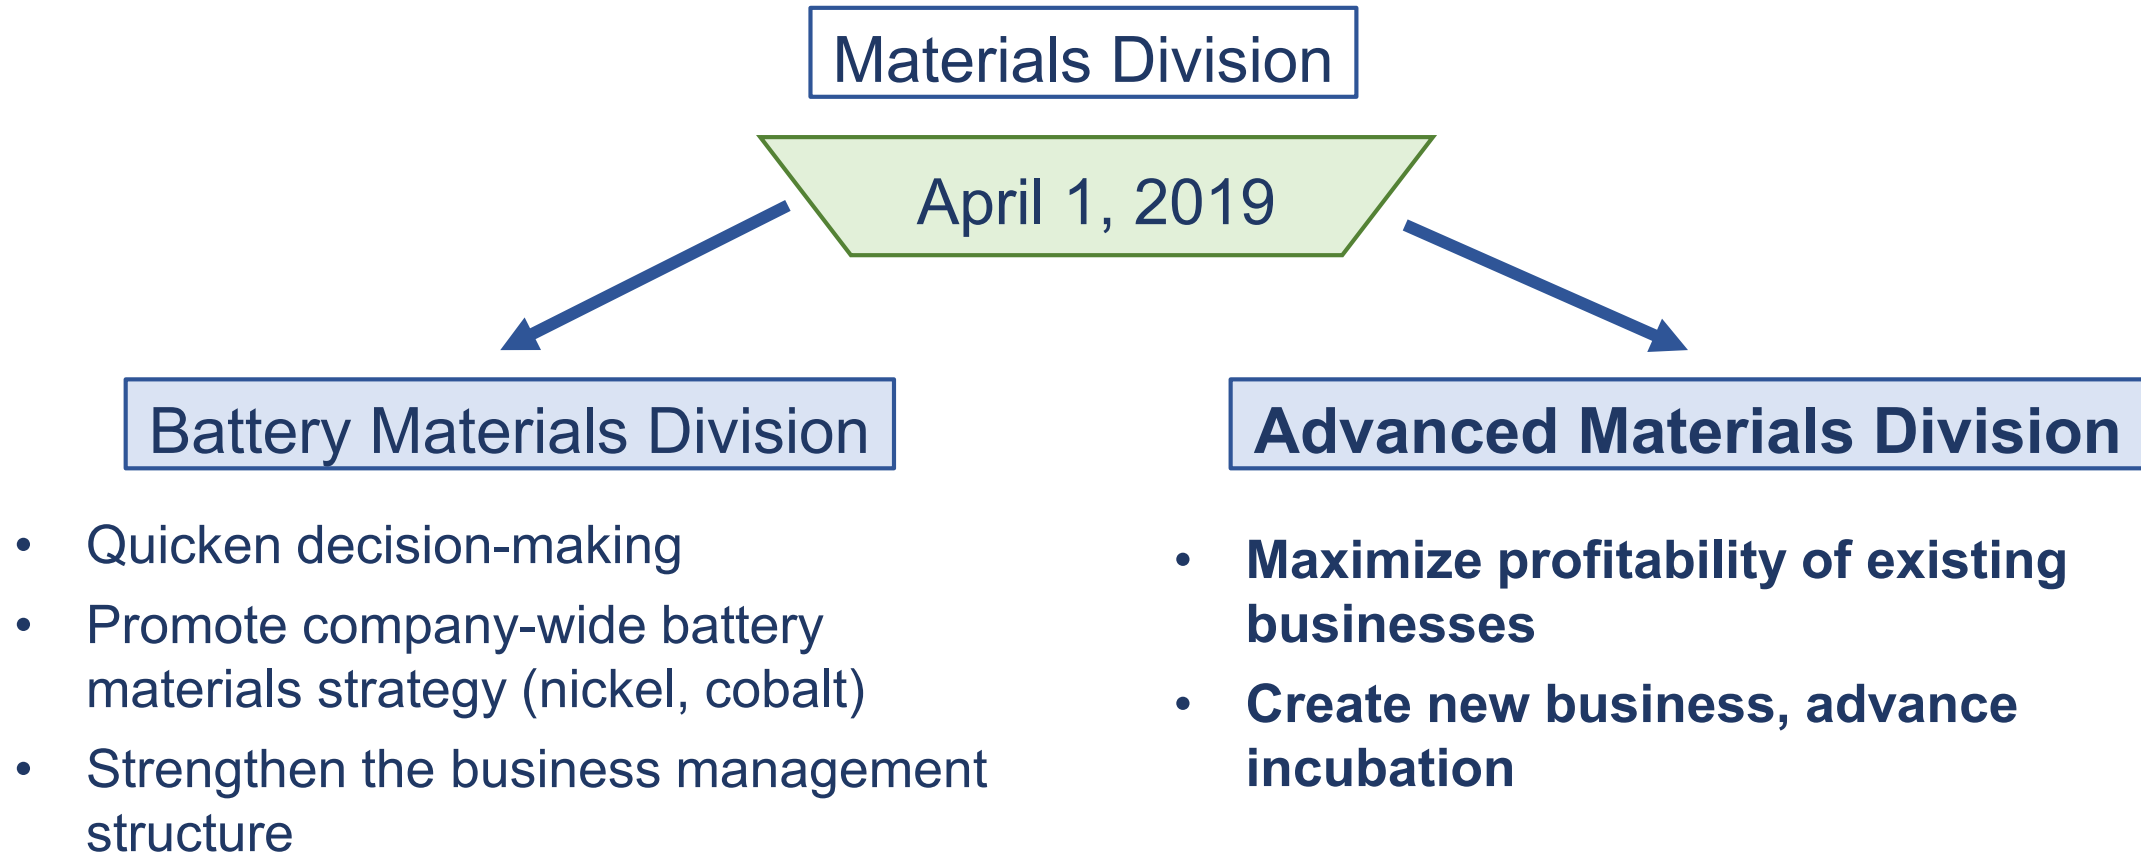 Materials Division
April 1, 2019
Battery Materials Division
• Quicken decision-making
• Promote company-wide battery
materials strategy (nickel, cobalt)
• Strengthen the business management
structure
Advanced Materials Division
• Maximize profitability of existing
businesses
• Create new business, advance
incubation